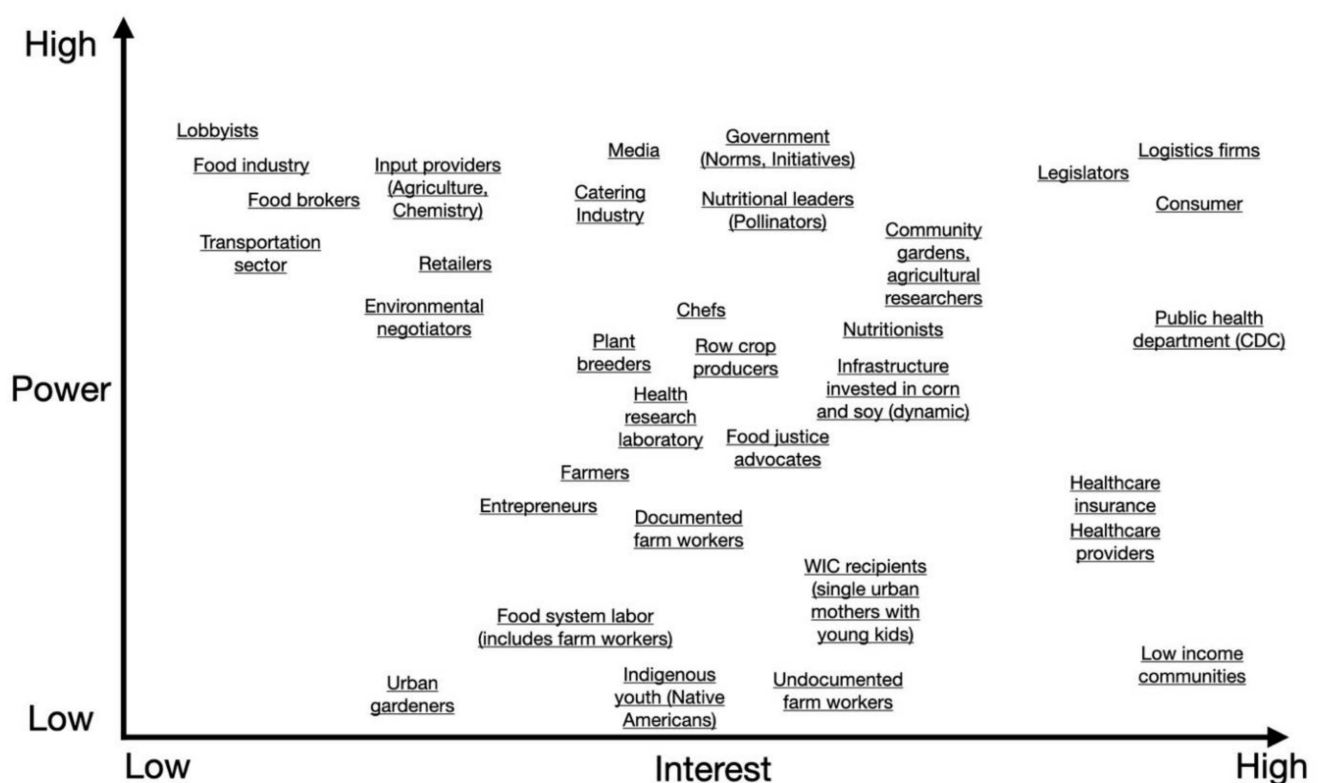 High
Lobbyists
Food industry
Food brokers
Transportation
sector
Input providers
(Agriculture,
Chemistry)
Retailers
Environmental
negotiators
Media
Catering
Industry
Government
(Norms, Initiatives)
Nutritional leaders
(Pollinators)
Community
gardens,
agricultural
researchers
Legislators
Logistics firms
Consumer
Public health
department (CDC)
Chefs
Plant
breeders
Row crop
producers
Nutritionists
Infrastructure
invested in corn
and soy (dynamic)
Power
Health
research
laboratory
Food justice
advocates
Farmers
Entrepreneurs
Documented
farm workers
Healthcare
insurance
Healthcare
providers
WIC recipients
(single urban
mothers with
young kids)
Food system labor
(includes farm workers)
Urban
gardeners
Indigenous
youth (Native
Americans)
Undocumented
farm workers
Low income
communities
Low
Low
Interest
High